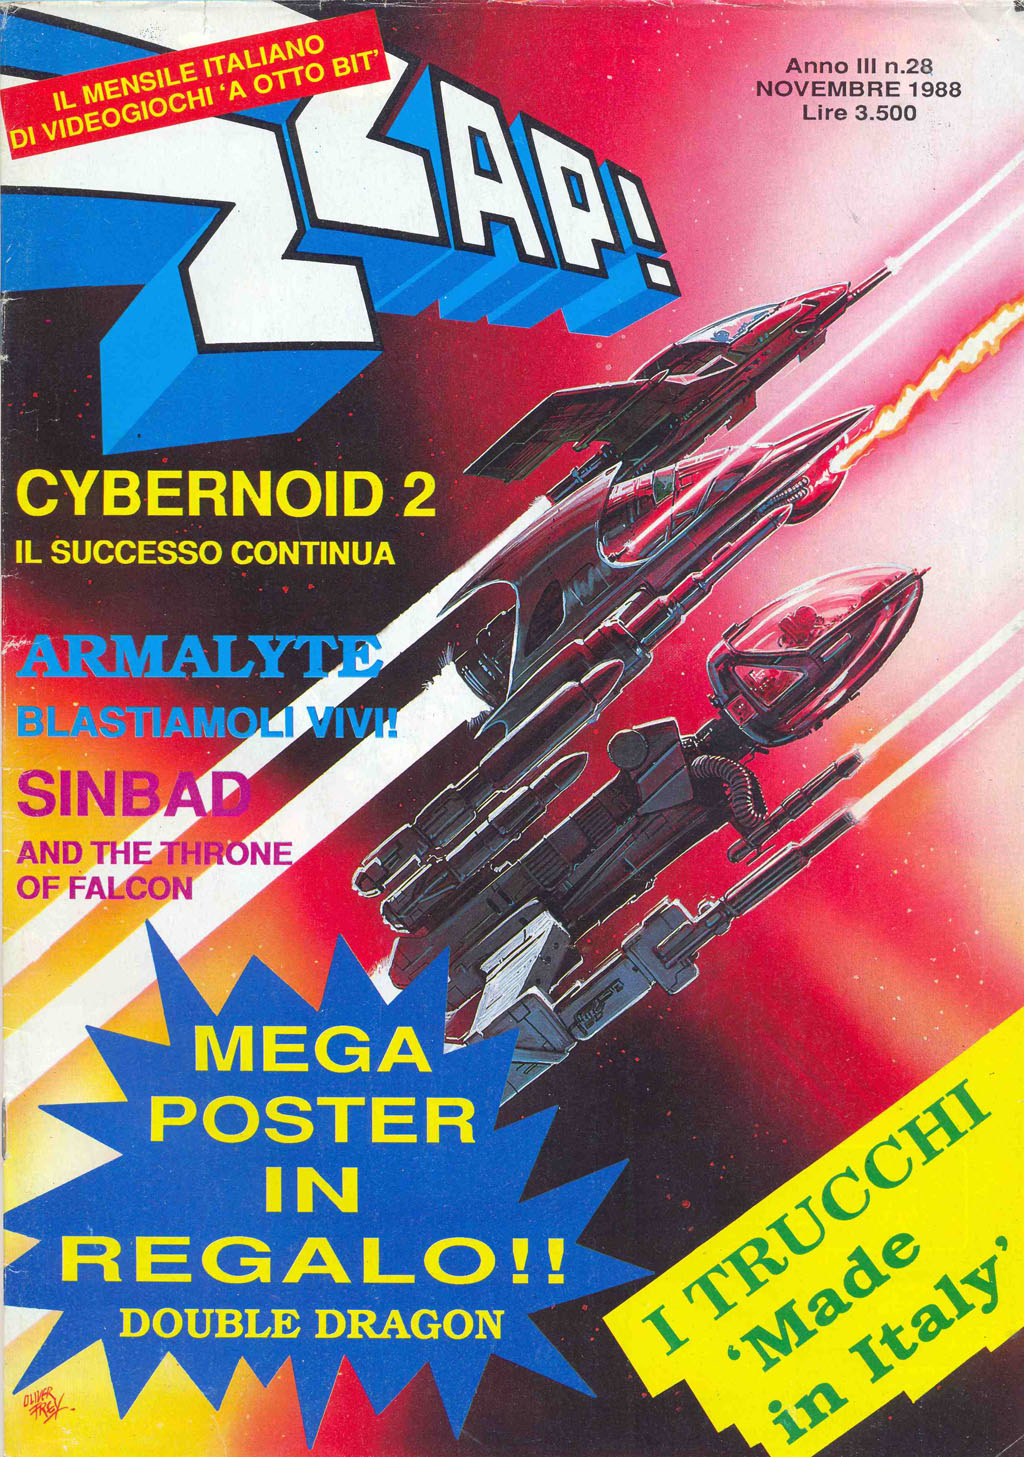 IL MENSILE ITALIANO
DI VIDEOGIOCHI 'A OTTO BIT'
ZZAP!
Anno III n.28
NOVEMBRE 1988
Lire 3.500
CYBERNOID 2
IL SUCCESSO CONTINUA
ARMALYTE
BLASTIAMOLI VIVI!
SINBAD
AND THE THRONE
OF FALCON
MEGA
POSTER
IN
REGALO!!
DOUBLE DRAGON
I TRUCCHI
'Made
in Italy'
OLIVER
FREY